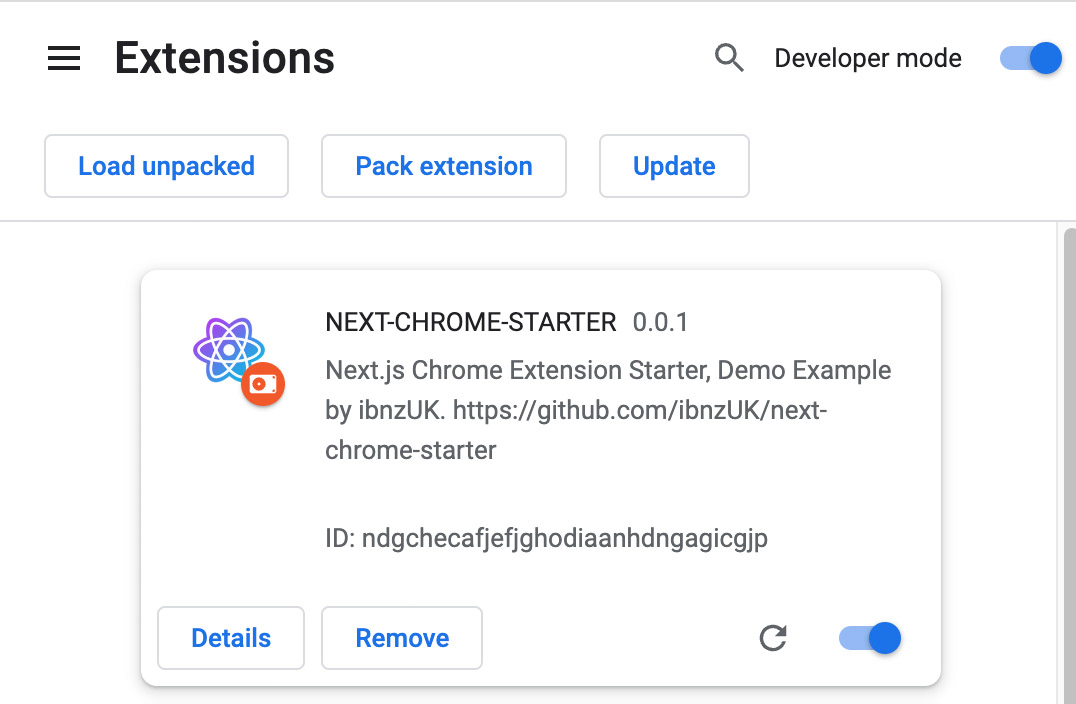 Extensions
Developer mode
Load unpacked
Pack extension
Update
NEXT-CHROME-STARTER 0.0.1
Next.js Chrome Extension Starter, Demo Example
by ibnzUK. https://github.com/ibnzUK/next-
chrome-starter
ID: ndgchecafjefjghodiaanhdngagicgjp
Details
Remove